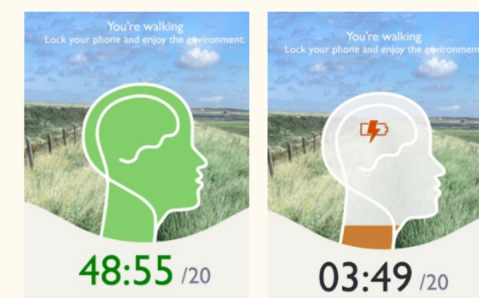 You're walking
Lock your phone and enjoy the environment.
48:55 /20
You're walking
Lock your phone and enjoy the environment
03:49 /20